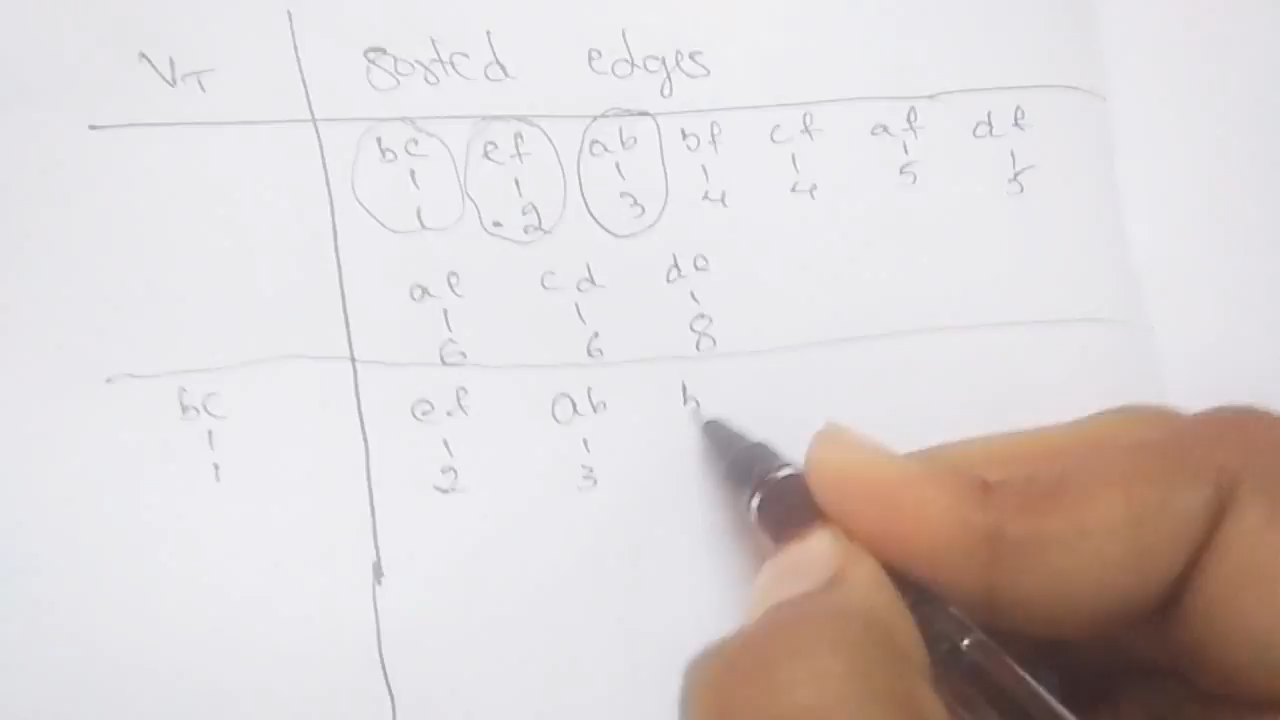 V_T sorted edges
bc ef ab bf cf af df
1 2 3 4 4 5 5
ae cd de
6 6 8
bc ef ab b
1 2 3